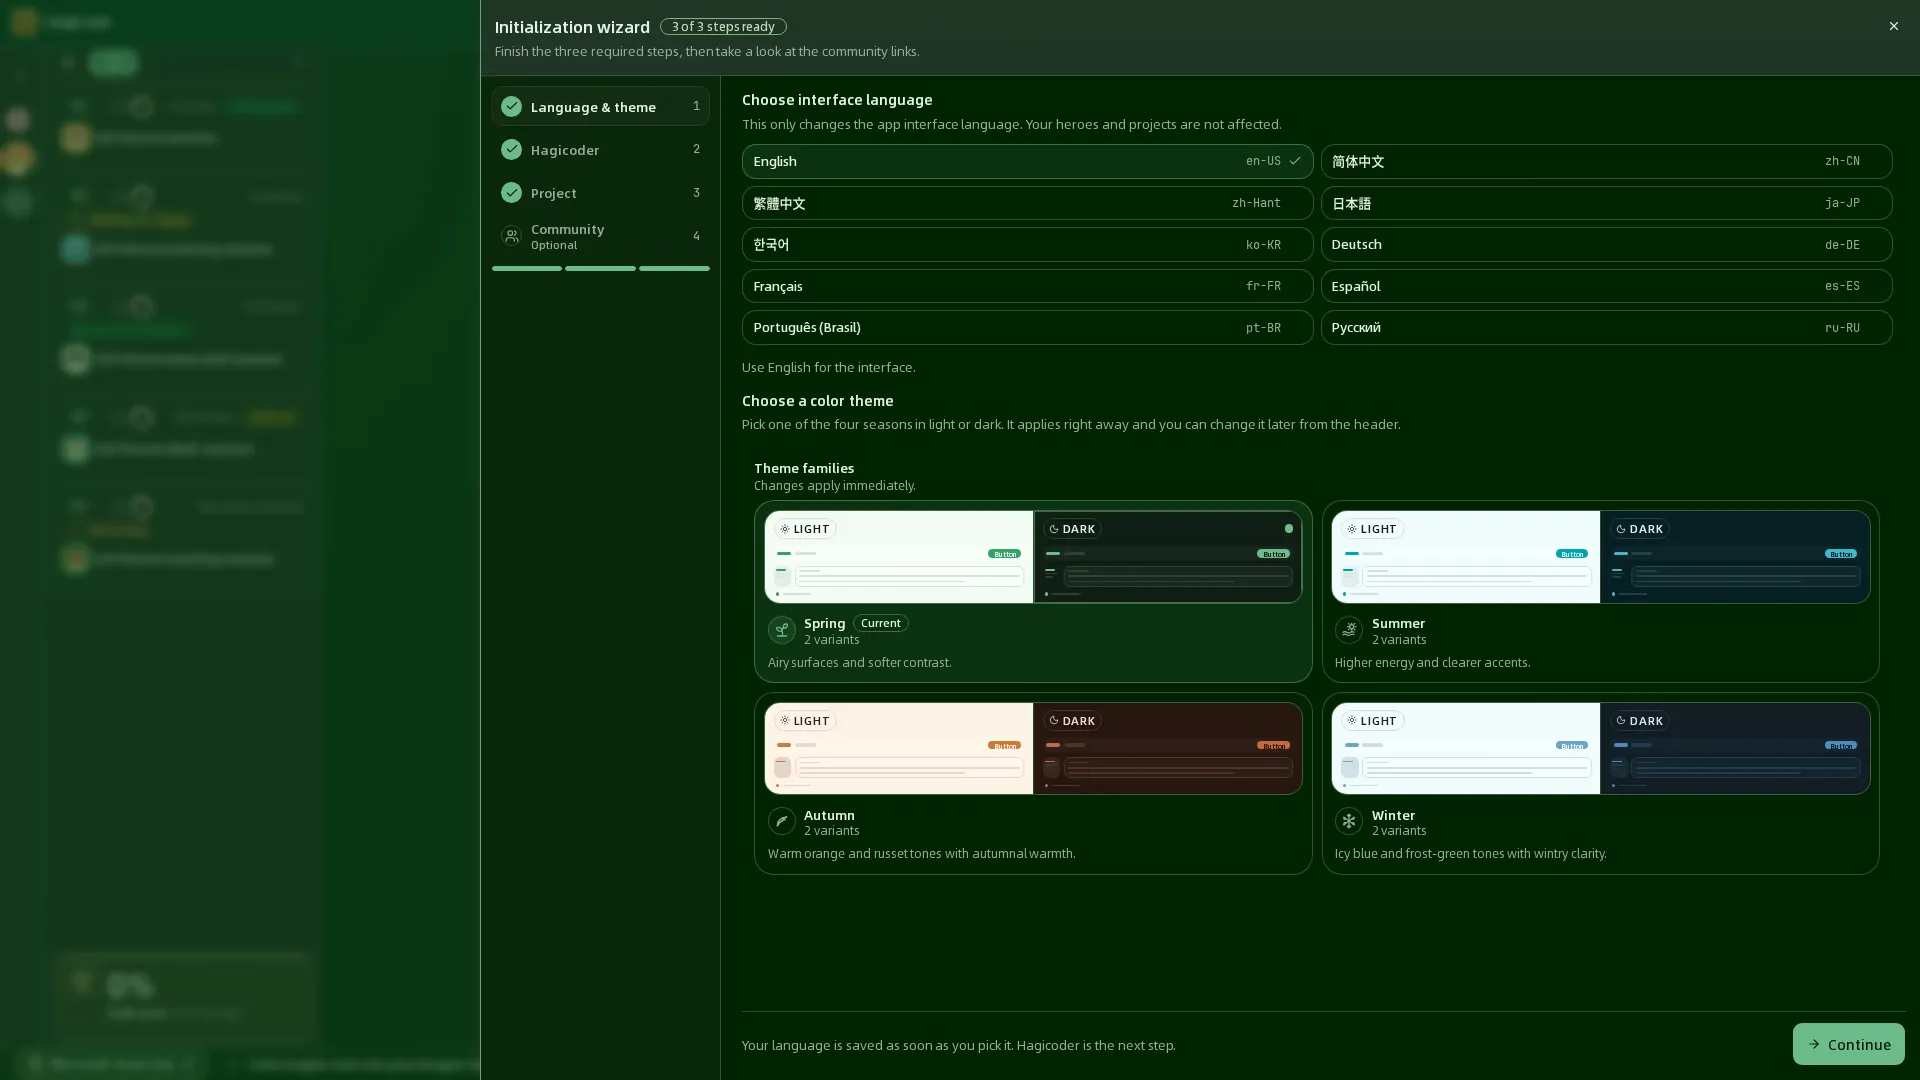 Initialization wizard 3 of 3 steps ready
Finish the three required steps, then take a look at the community links.
Language & theme 1
Hagicoder 2
Project 3
Community 4
Optional
Choose interface language
This only changes the app interface language. Your heroes and projects are not affected.
English en-US
简体中文 zh-CN
繁體中文 zh-Hant
日本語 ja-JP
한국어 ko-KR
Deutsch de-DE
Français fr-FR
Español es-ES
Português (Brasil) pt-BR
Русский ru-RU
Use English for the interface.
Choose a color theme
Pick one of the four seasons in light or dark. It applies right away and you can change it later from the header.
Theme families
Changes apply immediately.
LIGHT
Button
DARK
Button
Spring Current
2 variants
Airy surfaces and softer contrast.
LIGHT
Button
DARK
Button
Summer
2 variants
Higher energy and clearer accents.
LIGHT
Button
DARK
Button
Autumn
2 variants
Warm orange and russet tones with autumnal warmth.
LIGHT
Button
DARK
Button
Winter
2 variants
Icy blue and frost-green tones with wintry clarity.
Your language is saved as soon as you pick it. Hagicoder is the next step.
Continue